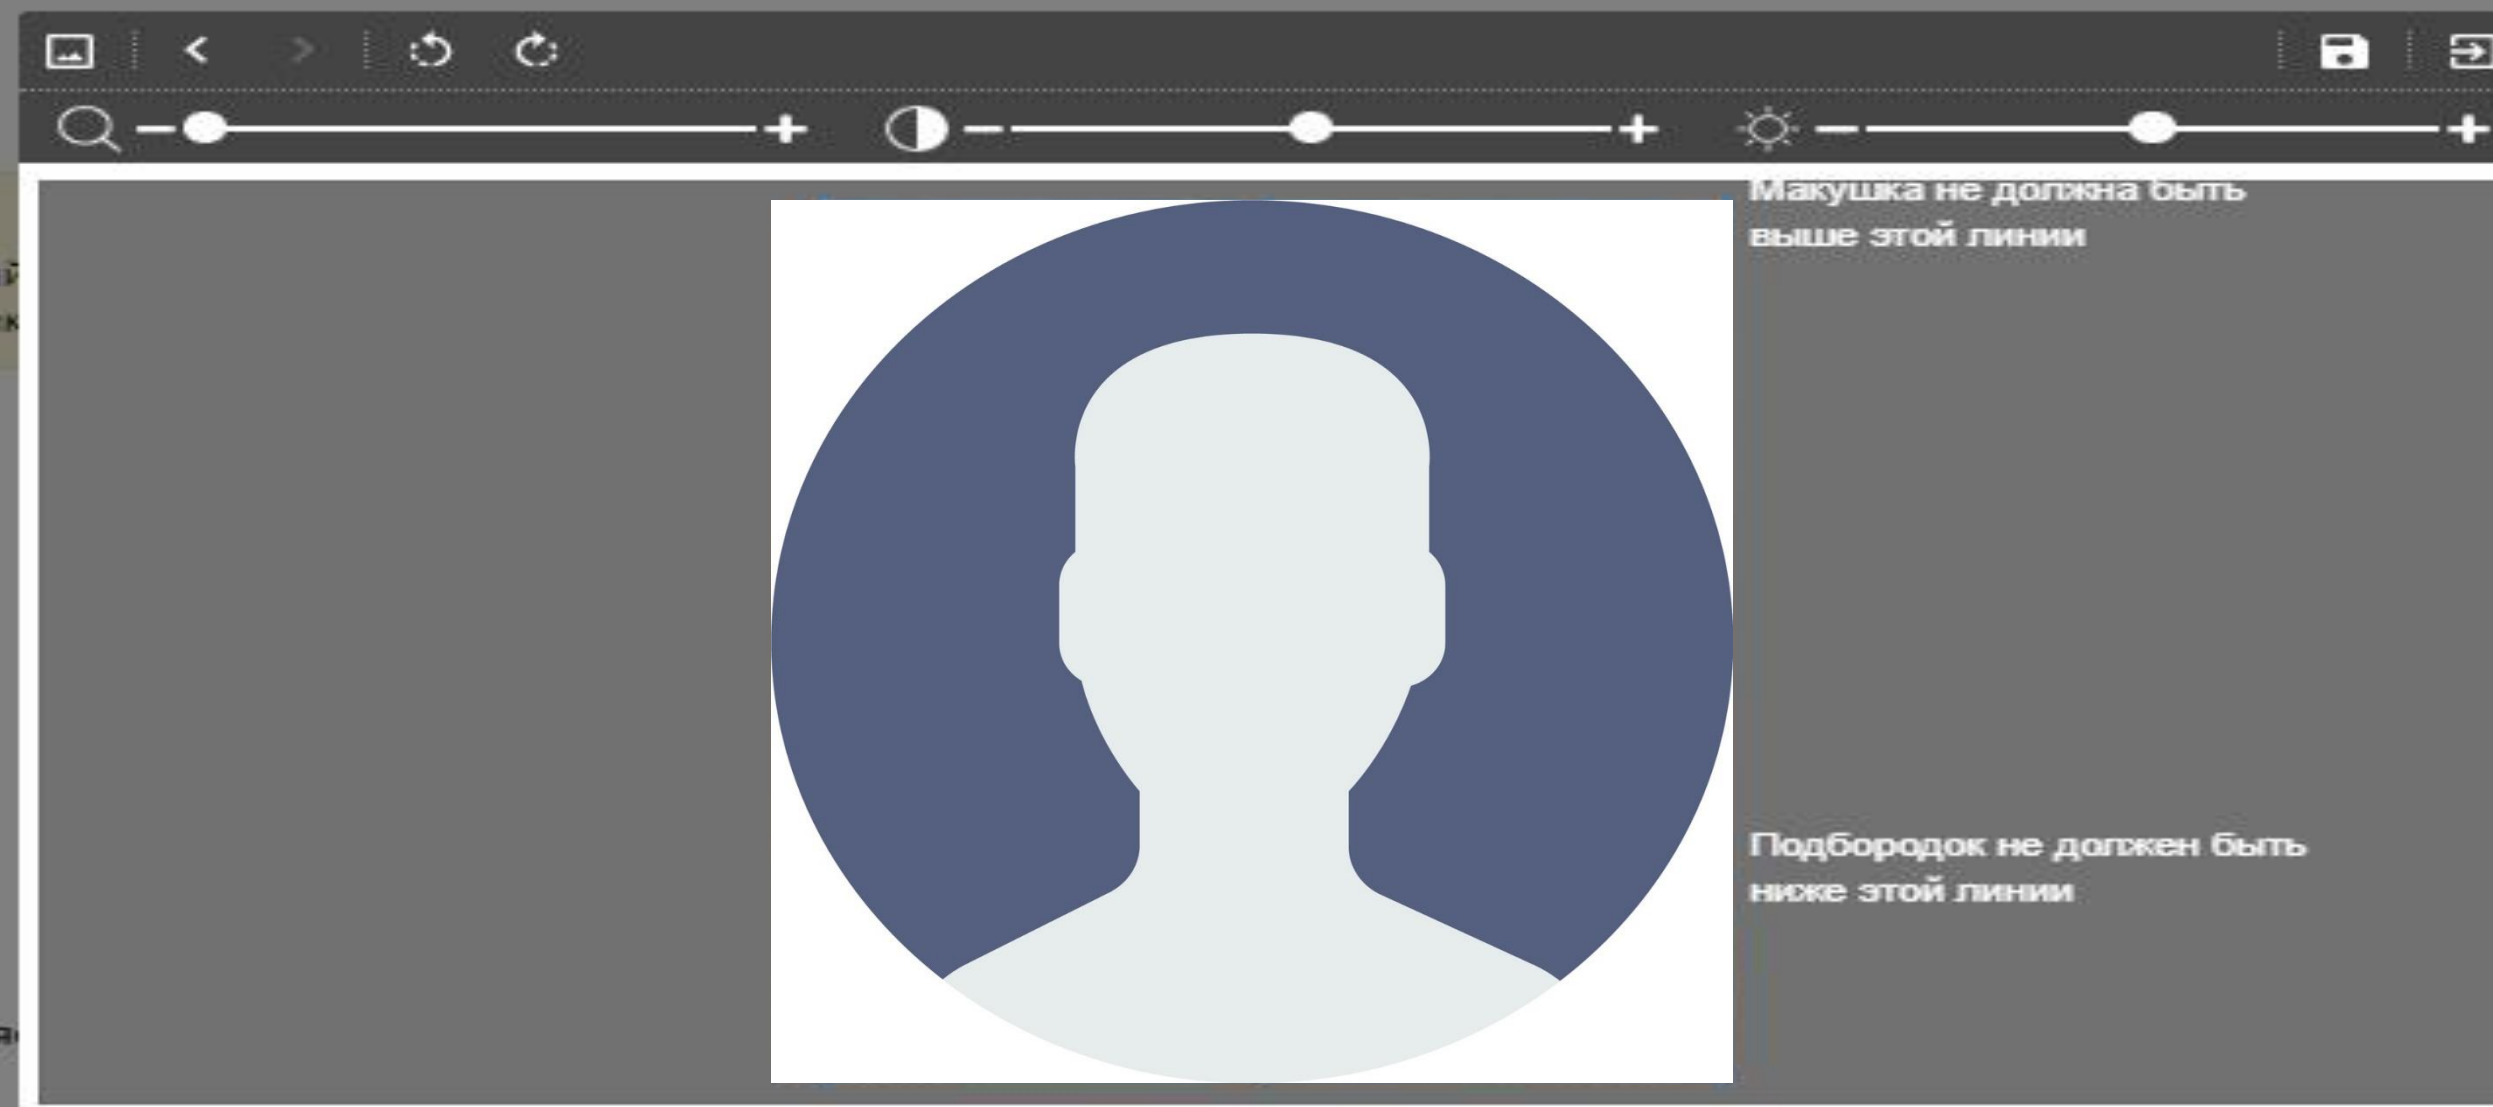 Макушка не должна быть
выше этой линии
Подбородок не должен быть
ниже этой линии